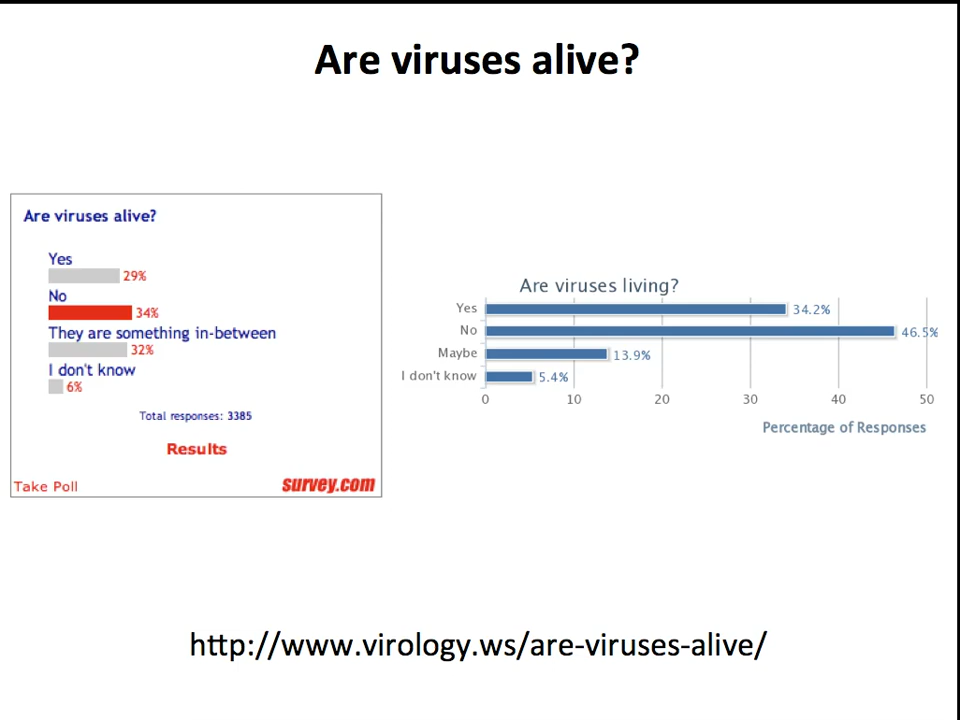 Are viruses alive?
Are viruses alive?
Yes
29%
No
34%
They are something in-between
32%
I don't know
6%
Total responses: 3385
Results
Take Poll
survey.com
Are viruses living?
Yes
34.2%
No
46.5%
Maybe
13.9%
I don't know
5.4%
0 10 20 30 40 50
Percentage of Responses
http://www.virology.ws/are-viruses-alive/